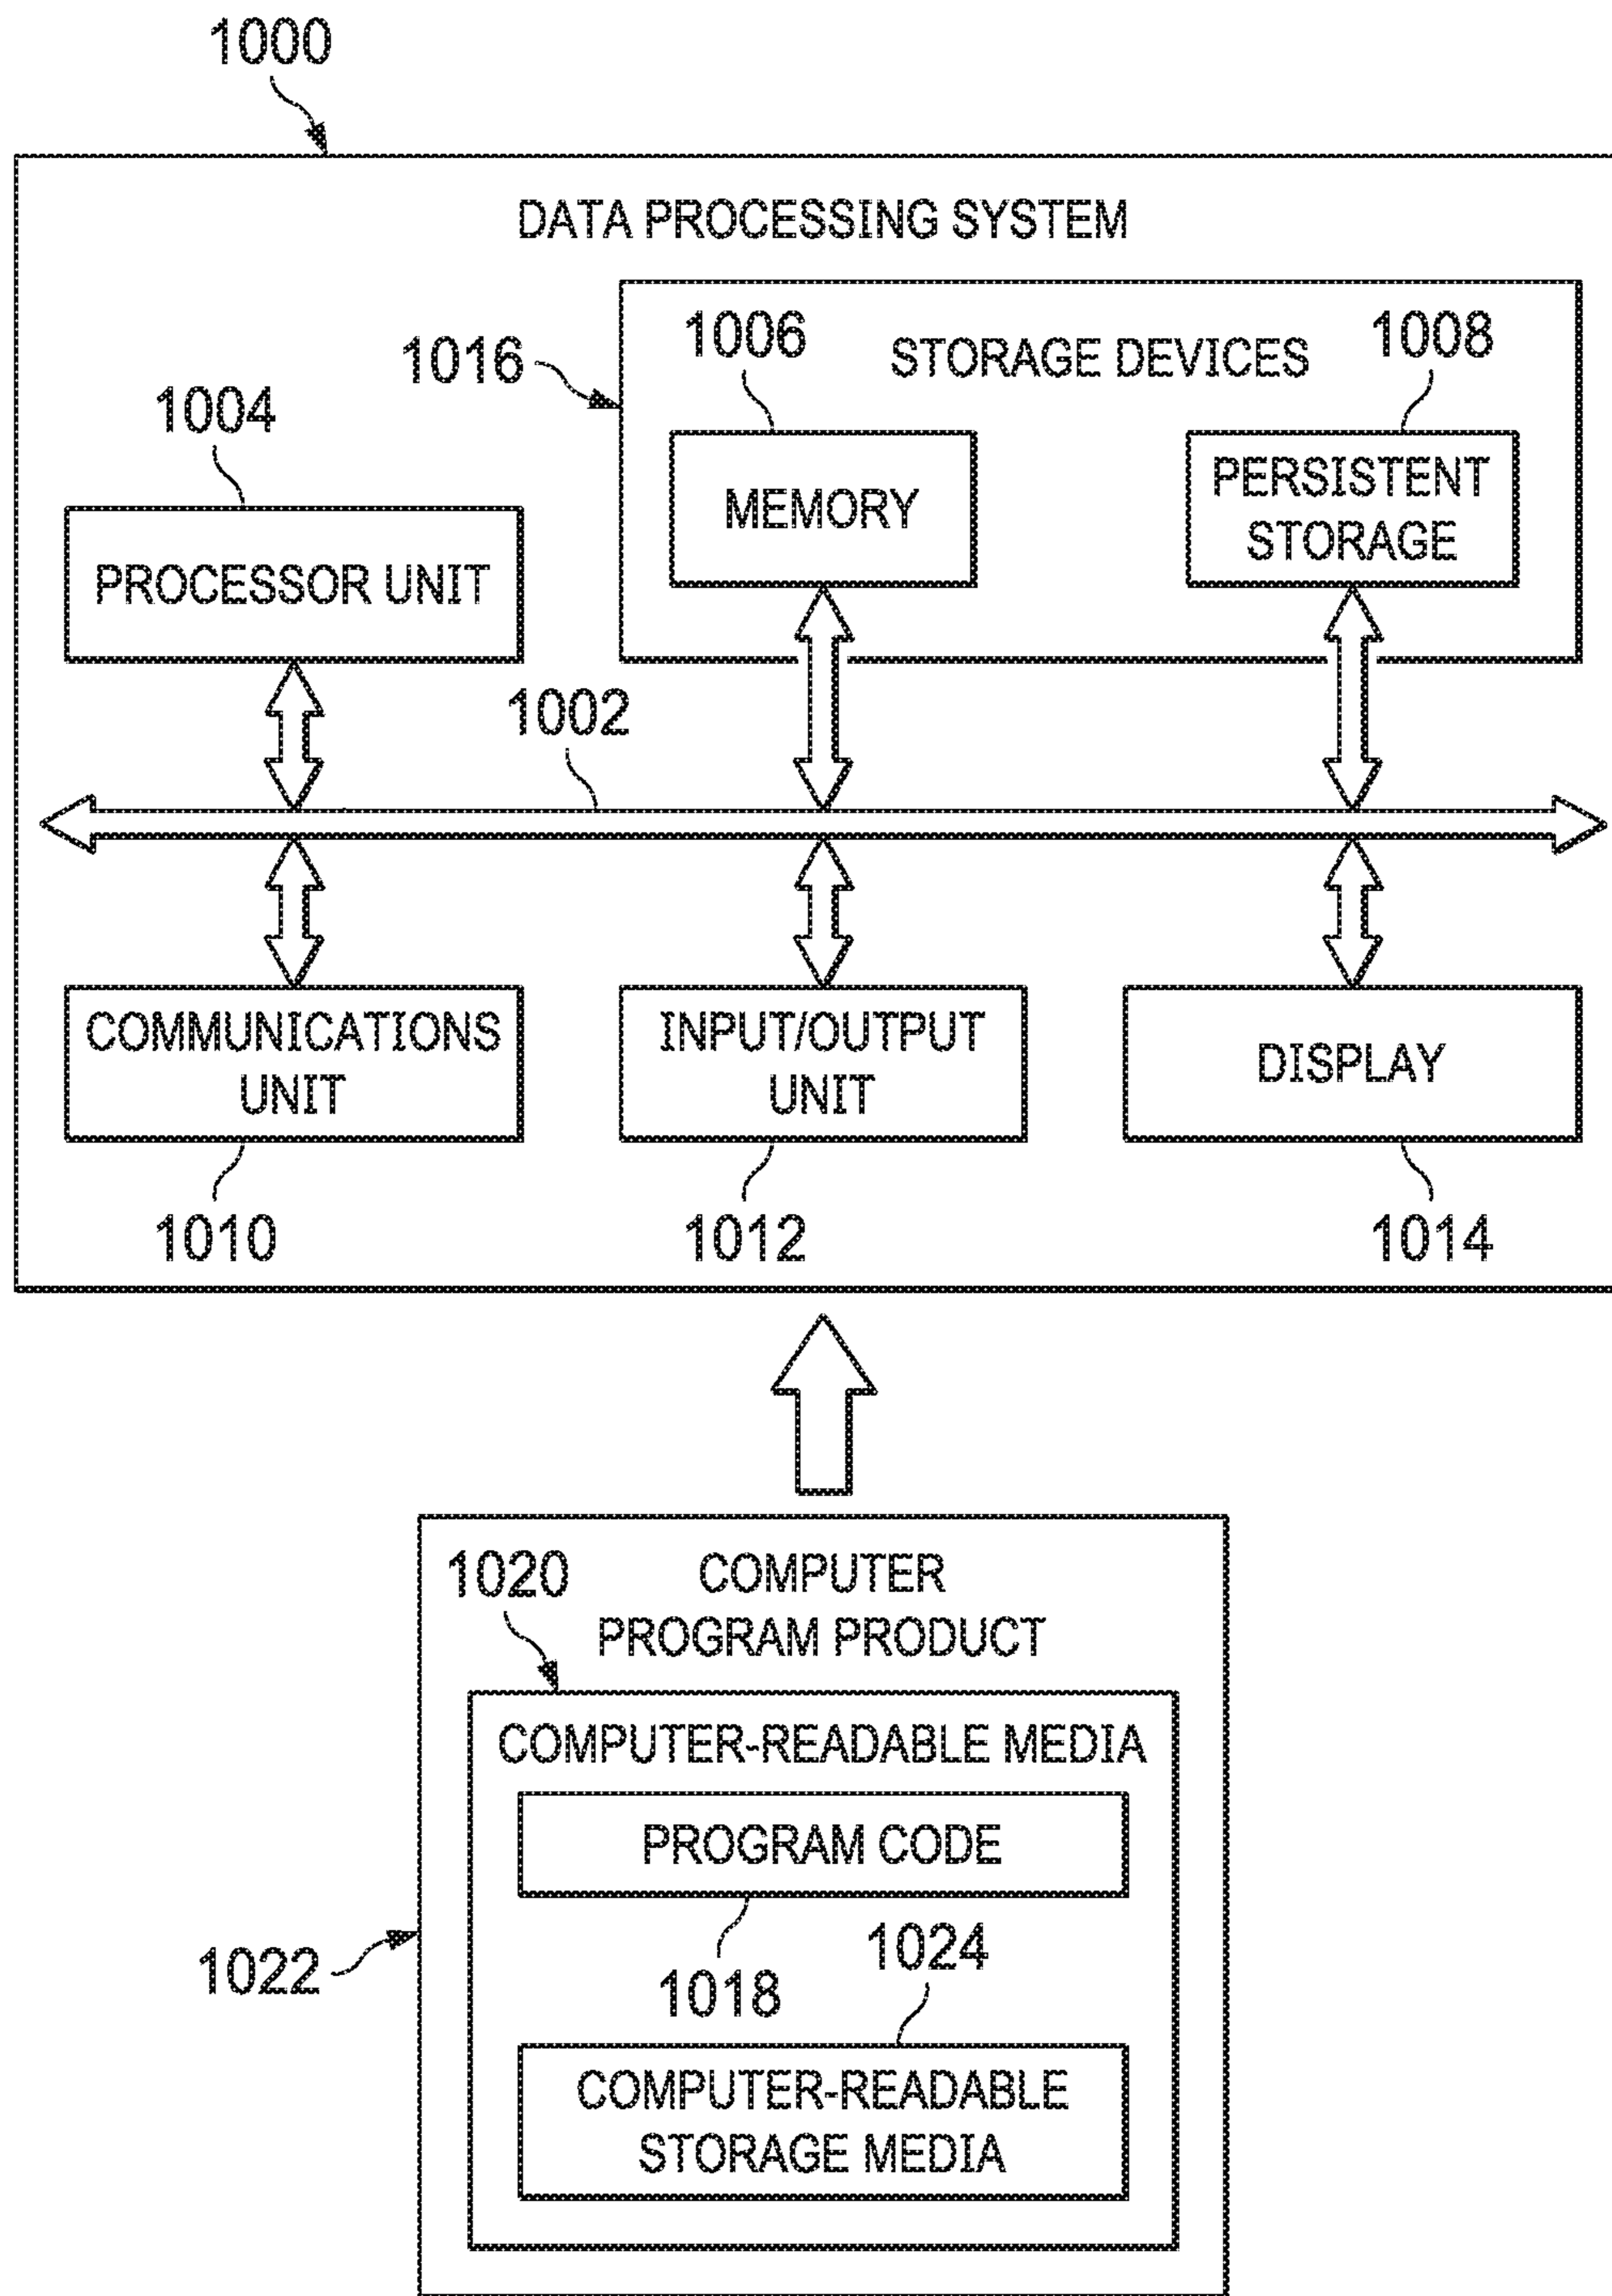 1000
DATA PROCESSING SYSTEM
1016
1006
STORAGE DEVICES
1008
1004
MEMORY
PERSISTENT
STORAGE
PROCESSOR UNIT
1002
COMMUNICATIONS
UNIT
INPUT/OUTPUT
UNIT
DISPLAY
1010
1012
1014
1020
COMPUTER
PROGRAM PRODUCT
COMPUTER-READABLE MEDIA
PROGRAM CODE
1022
1018
1024
COMPUTER-READABLE
STORAGE MEDIA